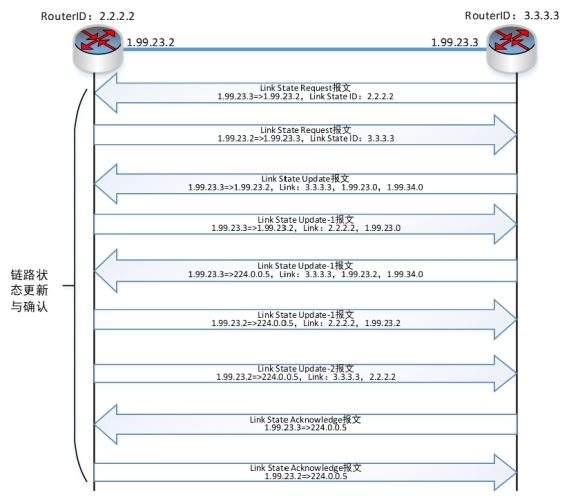 RouterID：2.2.2.2
RouterID：3.3.3.3
1.99.23.2
1.99.23.3
Link State Request报文
1.99.23.3=>1.99.23.2，Link State ID：2.2.2.2
Link State Request报文
1.99.23.2=>1.99.23.3，Link State ID：3.3.3.3
Link State Update报文
1.99.23.3=>1.99.23.2，Link：3.3.3.3，1.99.23.0，1.99.34.0
Link State Update-1报文
1.99.23.3=>1.99.23.2，Link：2.2.2.2，1.99.23.0
Link State Update-1报文
1.99.23.3=>224.0.0.5，Link：3.3.3.3，1.99.23.2，1.99.34.0
Link State Update-1报文
1.99.23.2=>224.0.0.5，Link：2.2.2.2，1.99.23.2
Link State Update-2报文
1.99.23.2=>224.0.0.5，Link：3.3.3.3，2.2.2.2
Link State Acknowledge报文
1.99.23.3=>224.0.0.5
Link State Acknowledge报文
1.99.23.2=>224.0.0.5
链路状
态更新
与确认